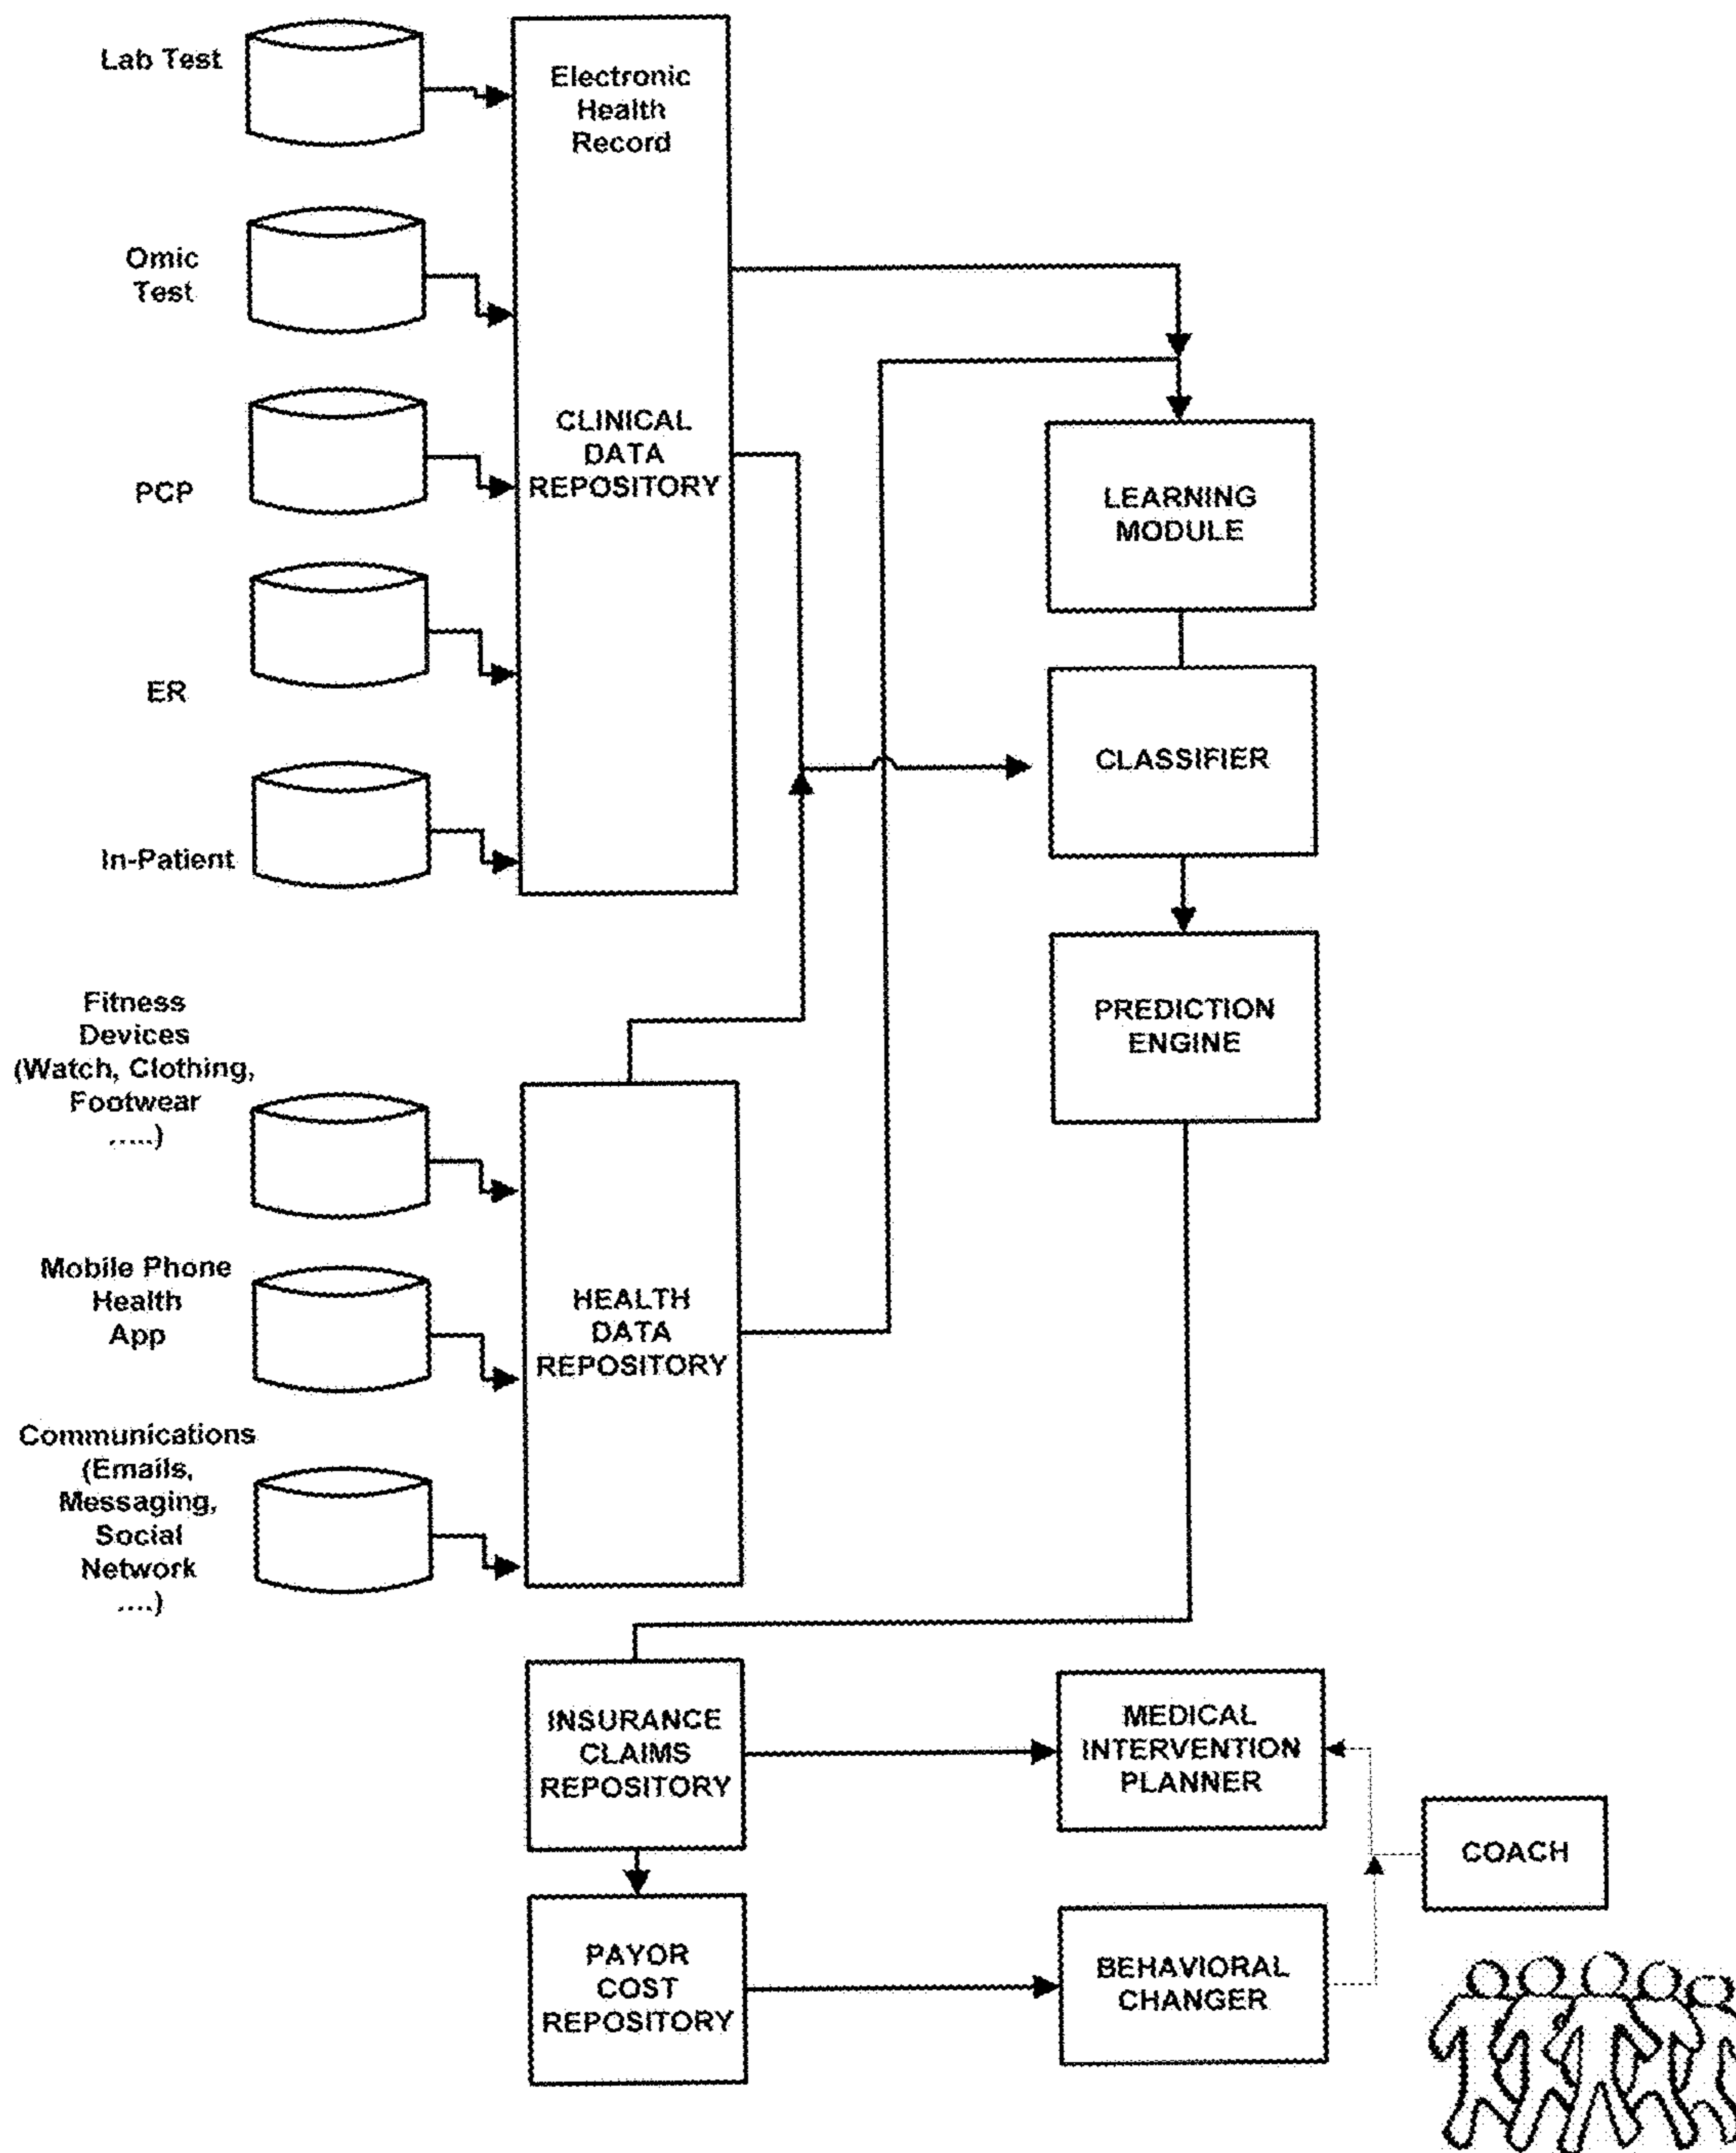 Lab Test
Electronic
Health
Record
Omic
Test
CLINICAL
DATA
REPOSITORY
PCP
LEARNING
MODULE
ER
CLASSIFIER
In-Patient
Fitness
Devices
(Watch, Clothing,
Footwear
.....)
PREDICTION
ENGINE
Mobile Phone
Health
App
HEALTH
DATA
REPOSITORY
Communications
(Emails,
Messaging,
Social
Network
....)
INSURANCE
CLAIMS
REPOSITORY
MEDICAL
INTERVENTION
PLANNER
COACH
PAYOR
COST
REPOSITORY
BEHAVIORAL
CHANGER